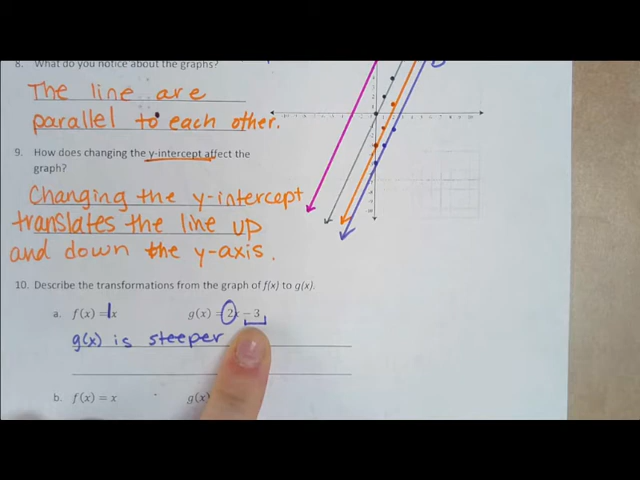 8. What do you notice about the graphs?
The line are
parallel to each other.
9. How does changing the y-intercept affect the
graph?
Changing the y-intercept
translates the line up
and down the y-axis.
10. Describe the transformations from the graph of f(x) to g(x).
a. f(x) = 1x g(x) = 2x - 3
g(x) is steeper
b. f(x) = x g(x)